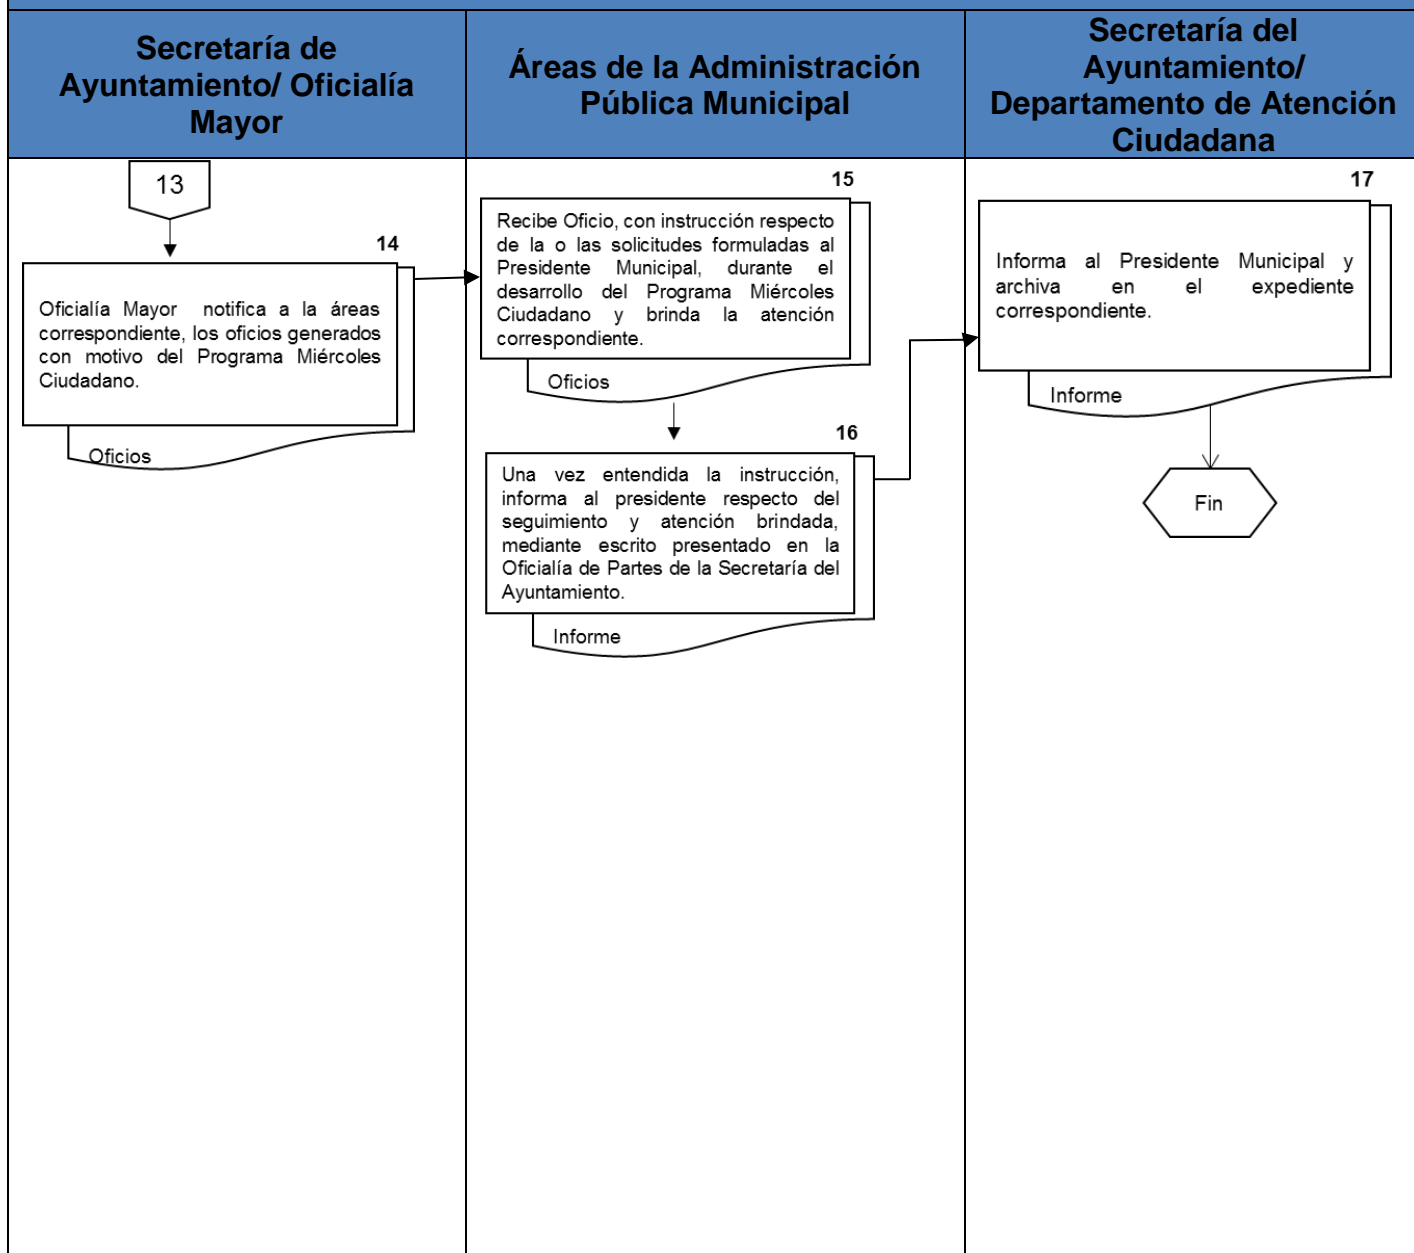 Secretaría de
Ayuntamiento/ Oficialía
Mayor
Áreas de la Administración
Pública Municipal
Secretaría del
Ayuntamiento/
Departamento de Atención
Ciudadana
13
14
Oficialía Mayor notifica a la áreas
correspondiente, los oficios generados
con motivo del Programa Miércoles
Ciudadano.
Oficios
15
Recibe Oficio, con instrucción respecto
de la o las solicitudes formuladas al
Presidente Municipal, durante el
desarrollo del Programa Miércoles
Ciudadano y brinda la atención
correspondiente.
Oficios
16
Una vez entendida la instrucción,
informa al presidente respecto del
seguimiento y atención brindada,
mediante escrito presentado en la
Oficialía de Partes de la Secretaría del
Ayuntamiento.
Informe
17
Informa al Presidente Municipal y
archiva en el expediente
correspondiente.
Informe
Fin